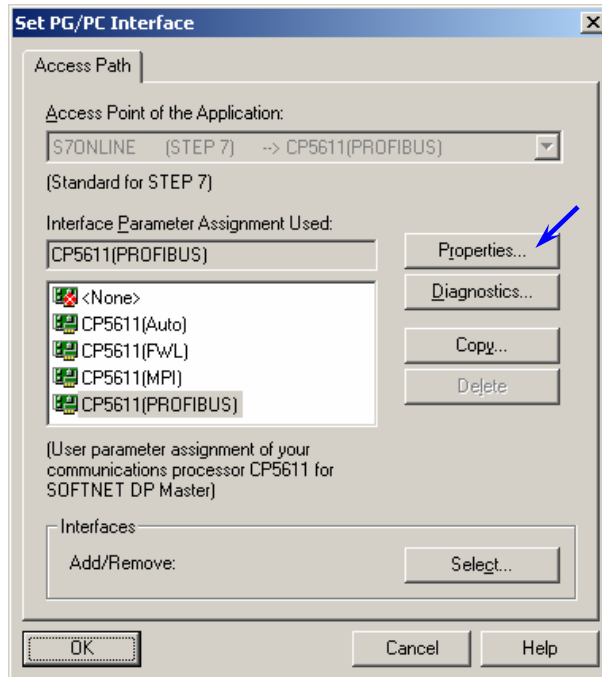 Set PG/PC Interface
Access Path
Access Point of the Application:
S7ONLINE (STEP 7) --> CP5611(PROFIBUS)
(Standard for STEP 7)
Interface Parameter Assignment Used:
CP5611(PROFIBUS)
Properties...
<None>
Diagnostics...
CP5611(Auto)
CP5611(FWL)
Copy...
CP5611(MPI)
Delete
CP5611(PROFIBUS)
(User parameter assignment of your
communications processor CP5611 for
SOFTNET DP Master)
Interfaces
Add/Remove:
Select...
OK
Cancel
Help